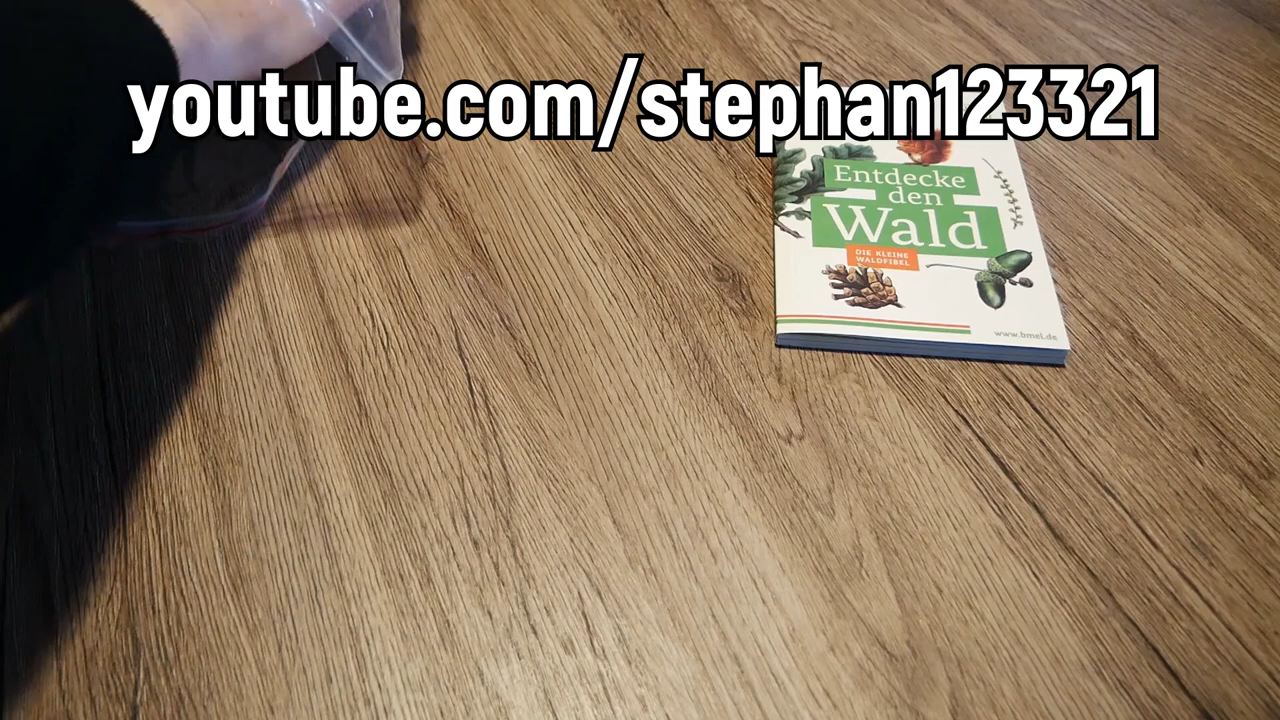 youtube.com/stephan123321
Entdecke
den
Wald
DIE KLEINE
WALDFIBEL
www.bmel.de